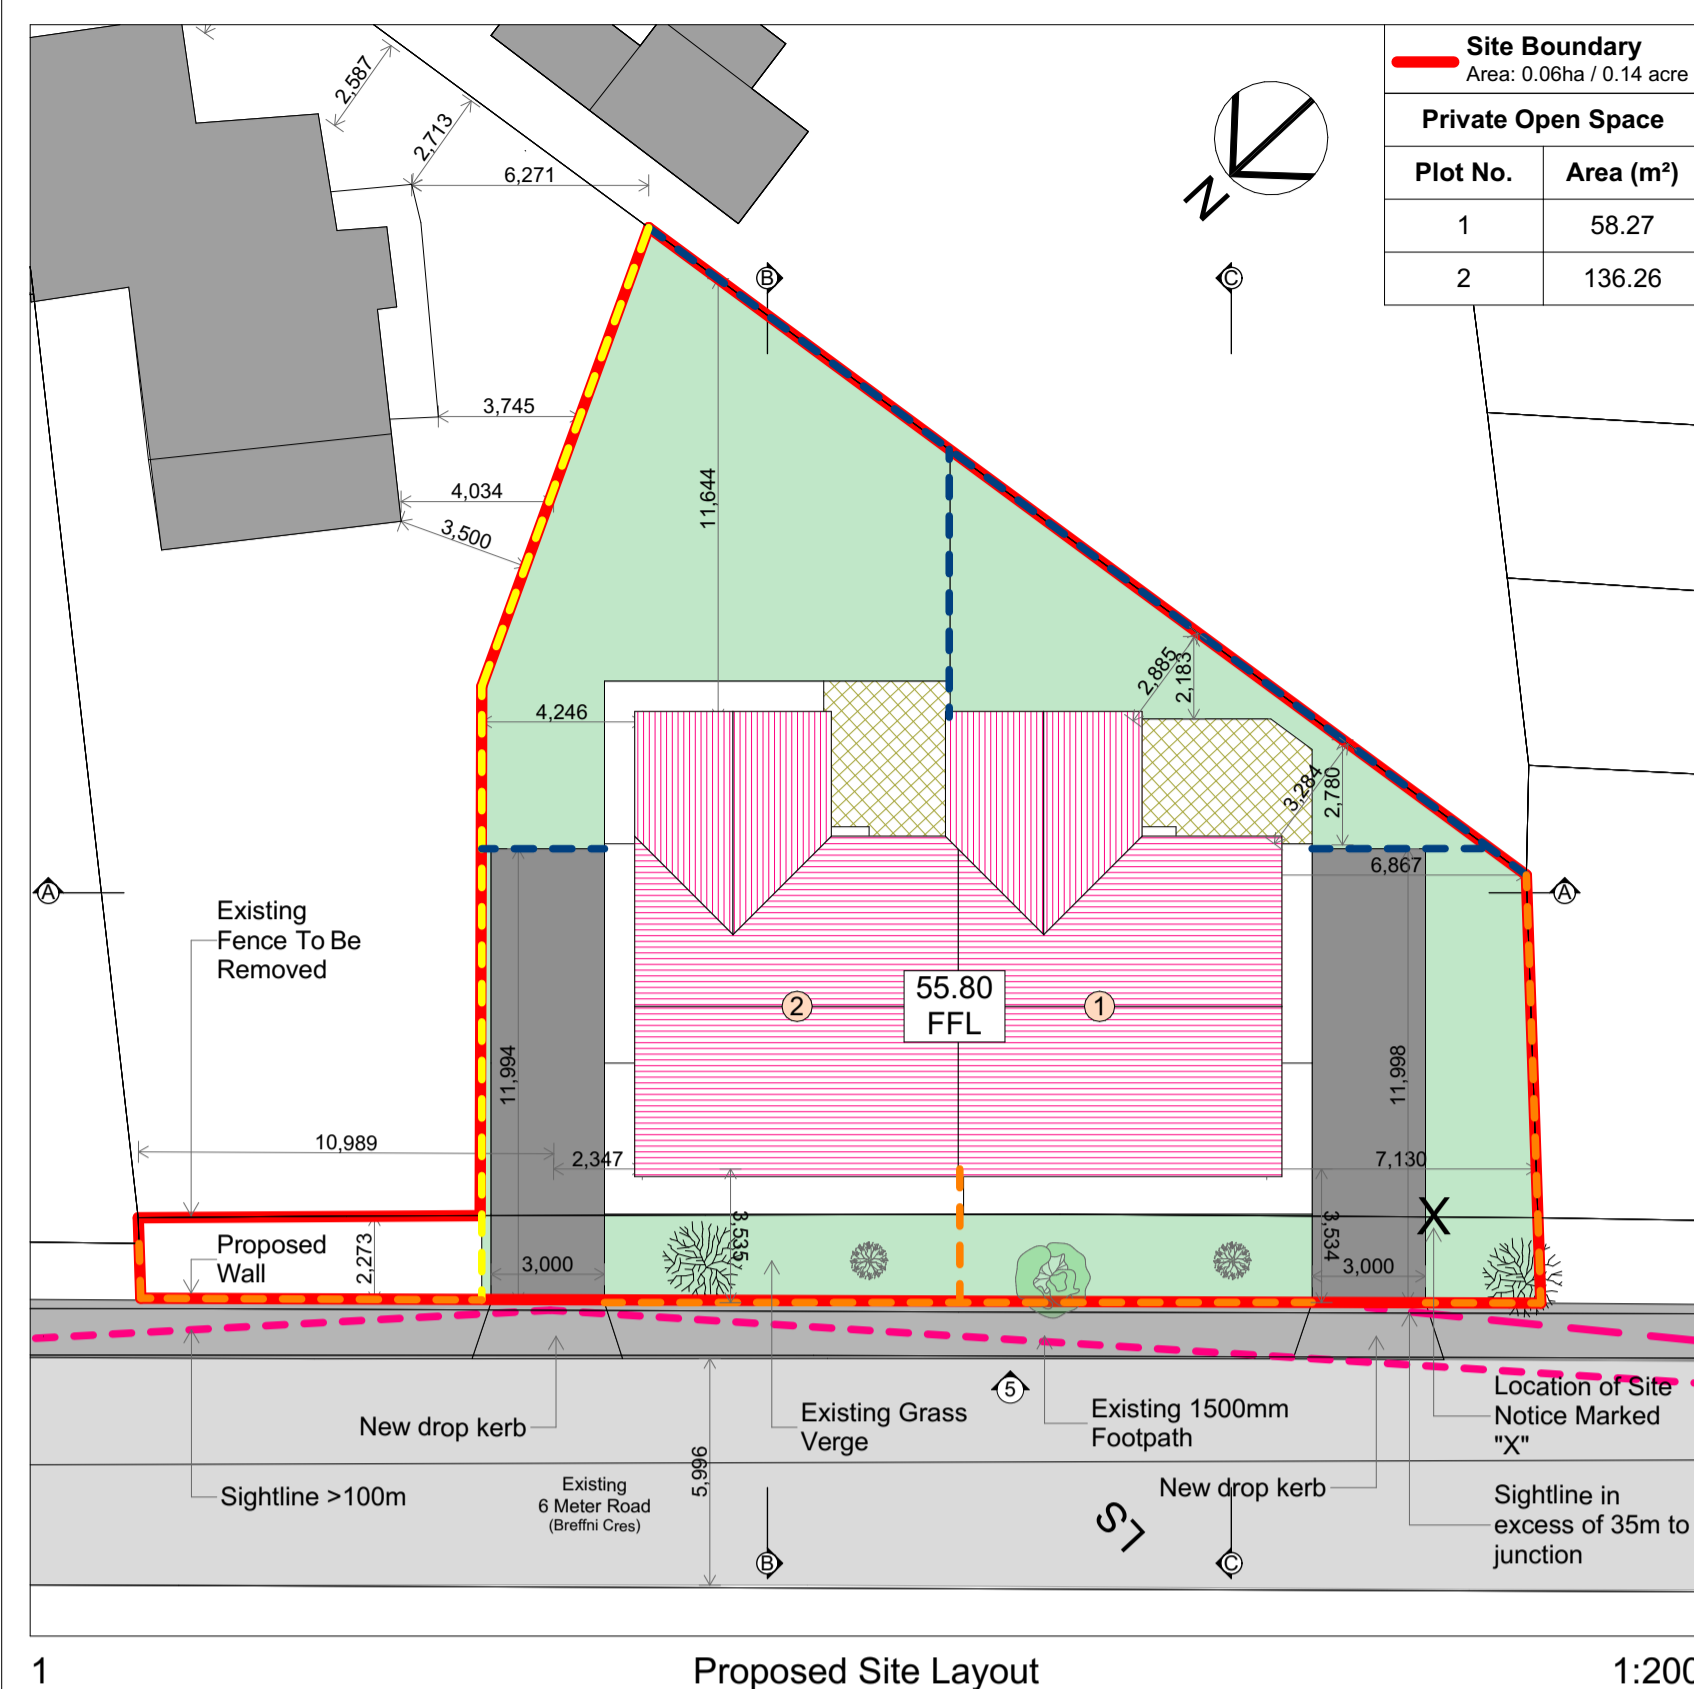 Site Boundary
Area: 0.06ha / 0.14 acre
Private Open Space
Plot No.
Area (m²)
1
58.27
2
136.26
2,587
2,713
6,271
N
B
C
3,745
4,034
3,500
11,644
2,885
2,183
4,246
3,284
2,780
6,867
A
A
Existing
Fence To Be
Removed
55.80
FFL
2
1
11,994
11,998
10,989
2,347
7,130
X
3,535
3,534
Proposed
Wall
2,273
3,000
3,000
5
New drop kerb
Existing Grass
Verge
Existing 1500mm
Footpath
Location of Site
Notice Marked
"X"
5,996
Sightline >100m
Existing
6 Meter Road
(Breffni Cres)
New drop kerb
LS
Sightline in
excess of 35m to
junction
B
C
1
Proposed Site Layout
1:200